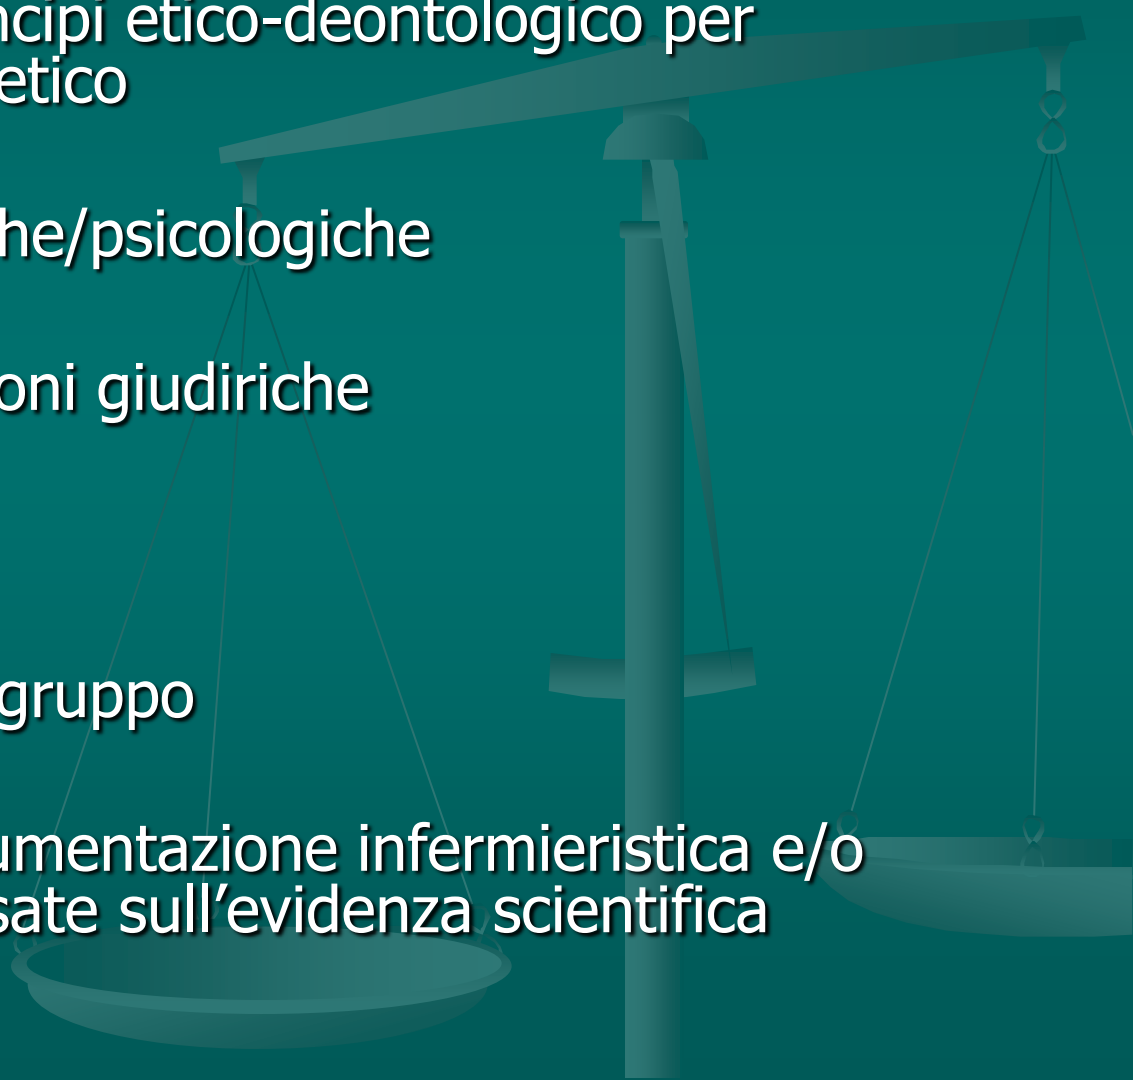 ncipi etico-deontologico per
etico
he/psicologiche
oni giudiriche
gruppo
umentazione infermieristica e/o
sate sull’evidenza scientifica